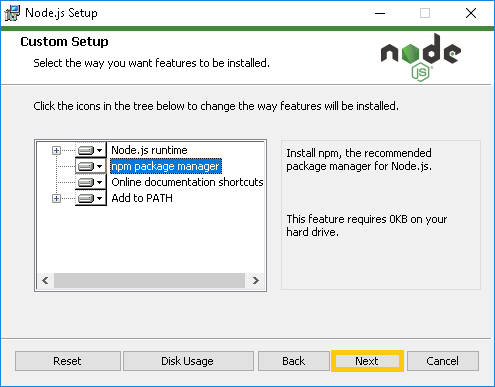 Node.js Setup
Custom Setup
Select the way you want features to be installed.
node
JS
Click the icons in the tree below to change the way features will be installed.
Node.js runtime
npm package manager
Online documentation shortcuts
Add to PATH
Install npm, the recommended
package manager for Node.js.
This feature requires 0KB on your
hard drive.
Reset
Disk Usage
Back
Next
Cancel